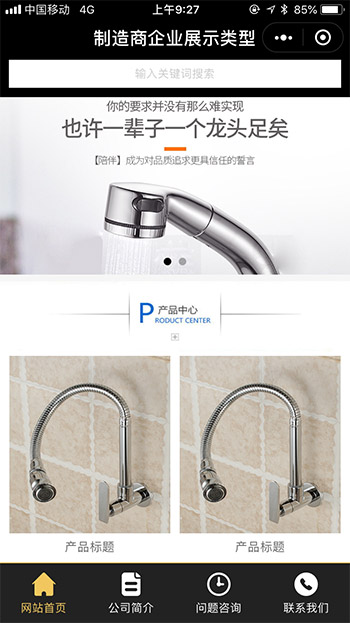 中国移动 4G 上午9:27 85%
制造商企业展示类型
输入关键词搜索
你的要求并没有那么难实现
也许一辈子一个龙头足矣
【陪伴】成为对品质追求更具信任的誓言
P 产品中心
RODUCT CENTER
产品标题 产品标题
网站首页 公司简介 问题咨询 联系我们